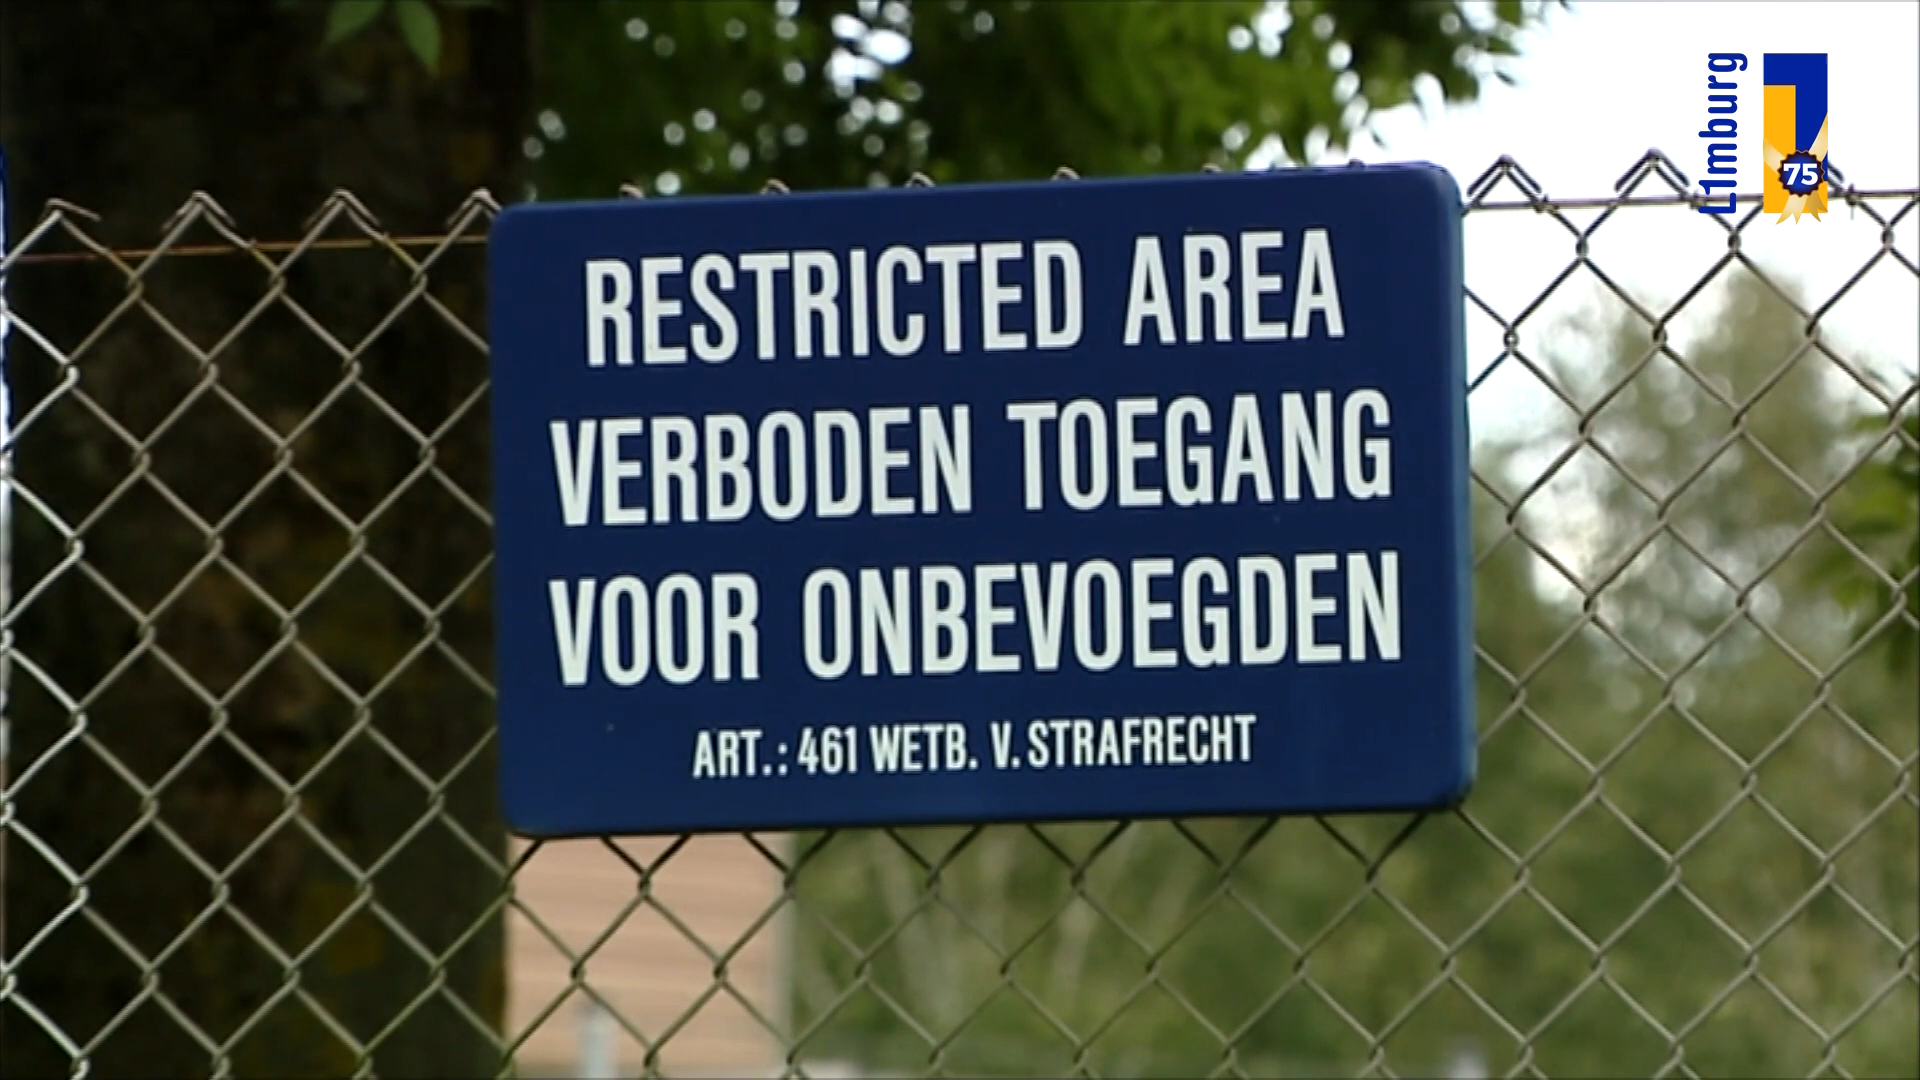 RESTRICTED AREA
VERBODEN TOEGANG
VOOR ONBEVOEGDEN
ART.: 461 WETB. V. STRAFRECHT
L1mburg
75